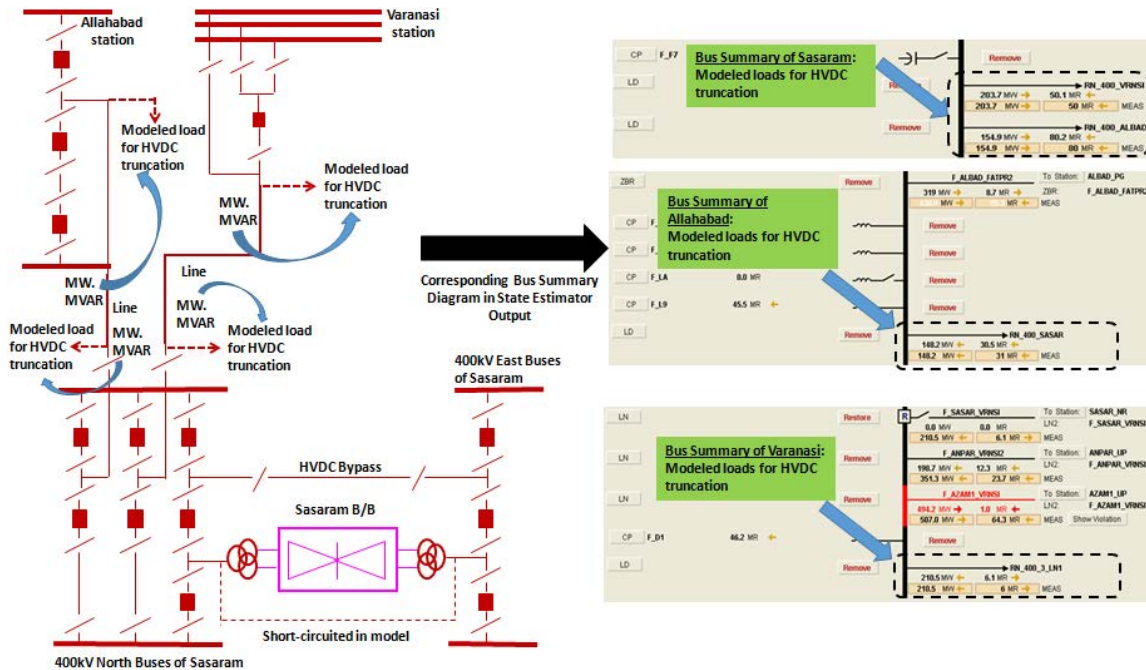 Allahabad
station
Varanasi
station
Modeled load
for HVDC
truncation
Modeled load
for HVDC
truncation
MW.
MVAR
MW.
MVAR
Line
Line
MW.
MVAR
MW.
MVAR
Modeled load
for HVDC
truncation
Modeled load
for HVDC
truncation
400kV East Buses
of Sasaram
HVDC Bypass
Sasaram B/B
Short-circuited in model
400kV North Buses of Sasaram
Corresponding Bus Summary
Diagram in State Estimator
Output
CP F_F7
LD
LD
Bus Summary of Sasaram:
Modeled loads for HVDC
truncation
Remove
Remove
RN_400_VRNSI
203.7 MW 50.1 MR
203.7 MW 50 MR MEAS
RN_400_ALBAD
154.9 MW 80.2 MR
154.9 MW 80 MR MEAS
ZBR Remove
F_ALBAD_FATPR2 To Station: ALBAD_PG
319 MW 8.7 MR ZBR: F_ALBAD_FATPR2
MW MR MEAS
Bus Summary of
Allahabad:
Modeled loads for HVDC
truncation
CP Remove
CP Remove
CP F_LA 0.0 MR Remove
CP F_L9 45.5 MR Remove
LD Remove
RN_400_SASAR
148.2 MW 30.5 MR
148.2 MW 31 MR MEAS
LN Restore R
F_SASAR_VRNSI To Station: SASAR_NR
0.0 MW 0.0 MR LN2: F_SASAR_VRNSI
210.5 MW 6.1 MR MEAS
Bus Summary of Varanasi:
Modeled loads for HVDC
truncation
LN
F_ANPAR_VRNSI2 To Station: ANPAR_UP
198.7 MW 12.3 MR LN2: F_ANPAR_VRNSI
351.3 MW 23.7 MR MEAS
LN
F_AZAM1_VRNSI To Station: AZAM1_UP
494.2 MW 1.0 MR LN2: F_AZAM1_VRNSI
507.0 MW 64.3 MR MEAS Show Violation
CP F_D1 46.2 MR Remove
LD Remove
RN_400_3_LN1
210.5 MW 6.1 MR
210.5 MW 6 MR MEAS